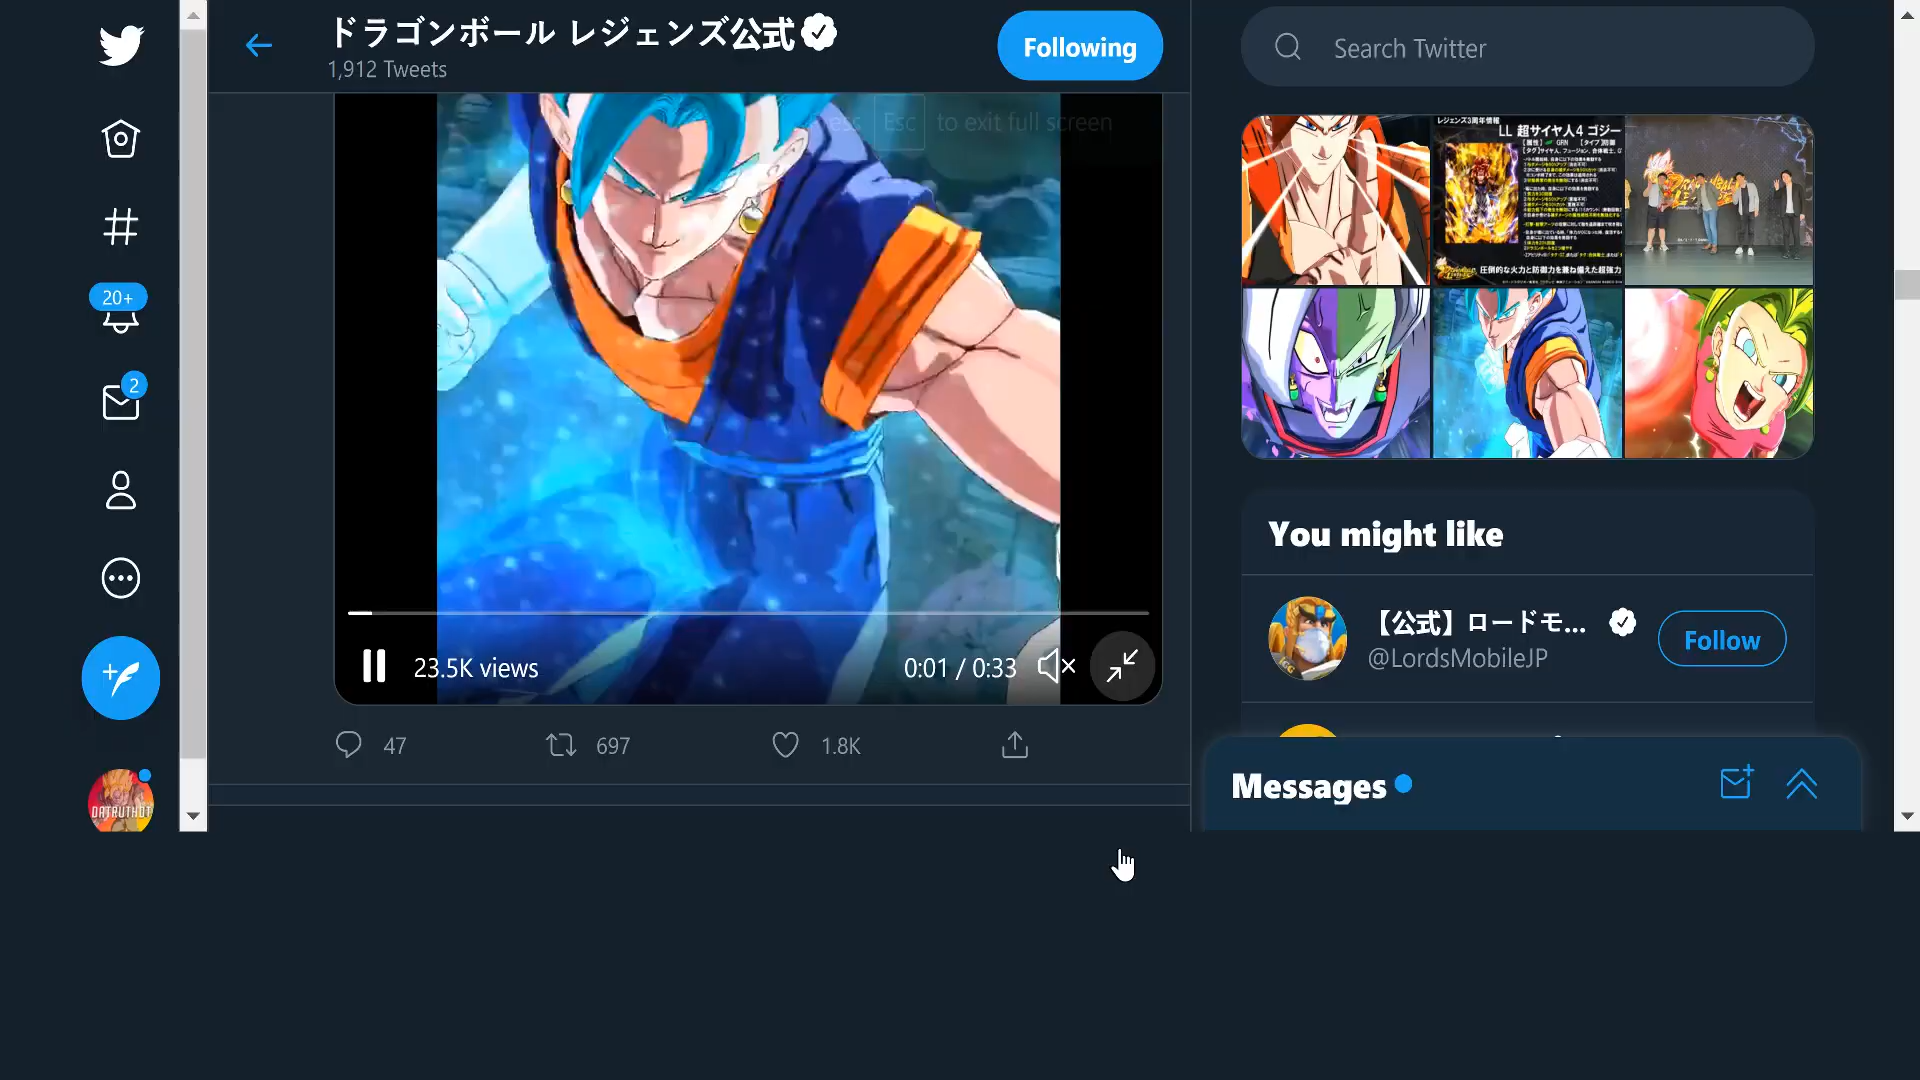 ドラゴンボール レジェンズ公式
1,912 Tweets
Following
Search Twitter
Esc to exit full screen
レジェンズ3周年情報
LL 超サイヤ人4 ゴジー
20+
2
23.5K views
0:01 / 0:33
47
697
1.8K
You might like
【公式】ロードモ...
@LordsMobileJP
Follow
Messages
DATRUTHDT